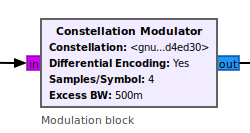 Constellation Modulator
Constellation: <gnu...d4ed30>
Differential Encoding: Yes
in
Samples/Symbol: 4
out
Excess BW: 500m
Modulation block